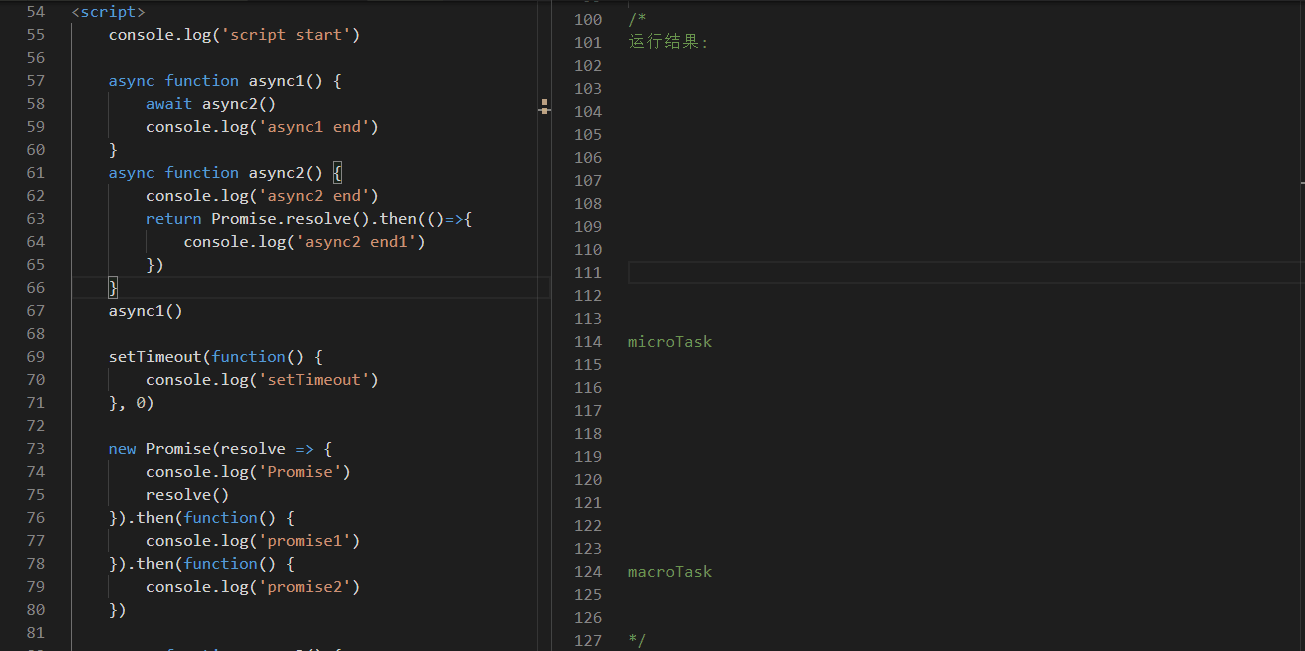 54 <script>
55 console.log('script start')
56
57 async function async1() {
58 await async2()
59 console.log('async1 end')
60 }
61 async function async2() {
62 console.log('async2 end')
63 return Promise.resolve().then(()=>{
64 console.log('async2 end1')
65 })
66 }
67 async1()
68
69 setTimeout(function() {
70 console.log('setTimeout')
71 }, 0)
72
73 new Promise(resolve => {
74 console.log('Promise')
75 resolve()
76 }).then(function() {
77 console.log('promise1')
78 }).then(function() {
79 console.log('promise2')
80 })
81
100 /*
101 运行结果:
102
103
104
105
106
107
108
109
110
111
112
113
114 microTask
115
116
117
118
119
120
121
122
123
124 macroTask
125
126
127 */